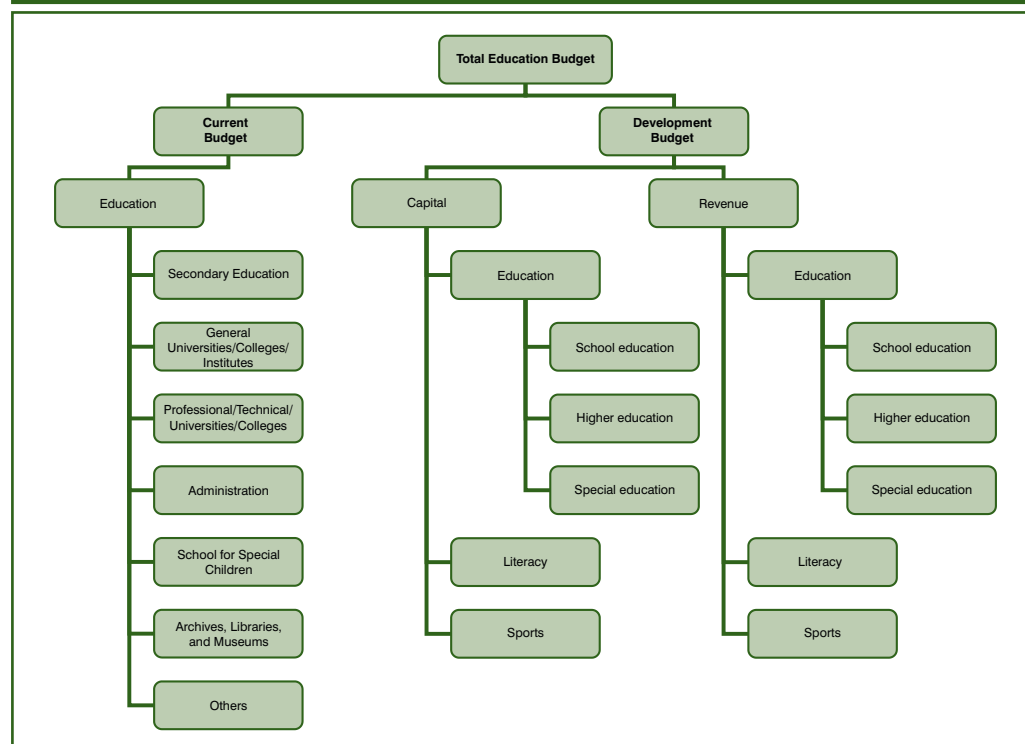 Total Education Budget
Current
Budget
Development
Budget
Education
Capital
Revenue
Secondary Education
Education
Education
General
Universities/Colleges/
Institutes
School education
School education
Professional/Technical/
Universities/Colleges
Higher education
Higher education
Administration
Special education
Special education
School for Special
Children
Literacy
Literacy
Archives, Libraries,
and Museums
Sports
Sports
Others